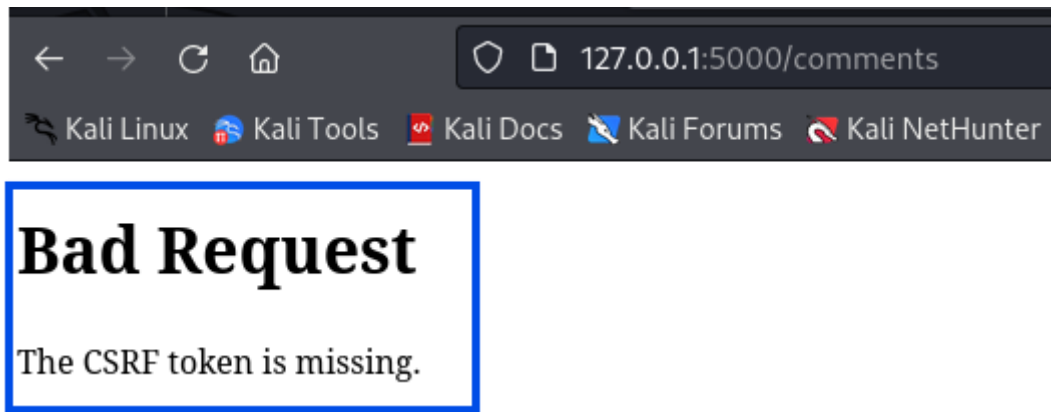 127.0.0.1:5000/comments
Kali Linux Kali Tools Kali Docs Kali Forums Kali NetHunter
Bad Request
The CSRF token is missing.